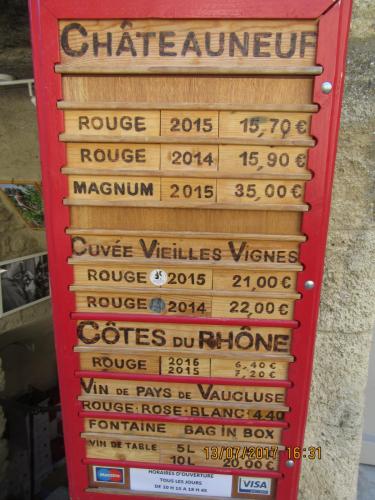 CHÂTEAUNEUF
ROUGE 2015 15,70 €
ROUGE 2014 15,90 €
MAGNUM 2015 35,00 €
CUVÉE VIEILLES VIGNES
ROUGE 2015 21,00 €
ROUGE 2014 22,00 €
CÔTES DU RHÔNE
ROUGE 2016 6,40 €
2015 7,20 €
VIN DE PAYS DE VAUCLUSE
ROUGE·ROSE·BLANC·4.40
FONTAINE BAG IN BOX
VIN DE TABLE 5L
10L 20,00 €
13/07/2017 16:31
HORAIRES D'OUVERTURE
TOUS LES JOURS
VISA